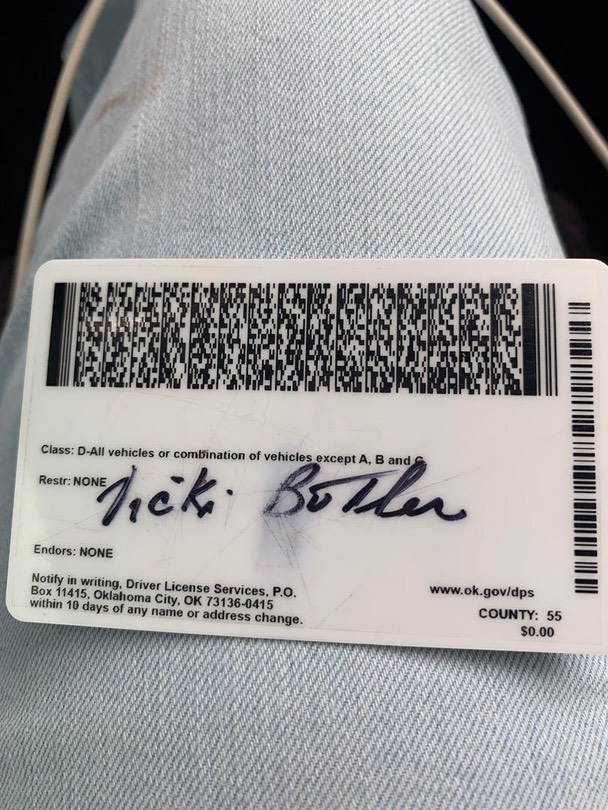 Class: D-All vehicles or combination of vehicles except A, B and C
Restr: NONE
Vicki Butler
Endors: NONE
Notify in writing, Driver License Services, P.O.
Box 11415, Oklahoma City, OK 73136-0415
within 10 days of any name or address change.
www.ok.gov/dps
COUNTY: 55
$0.00